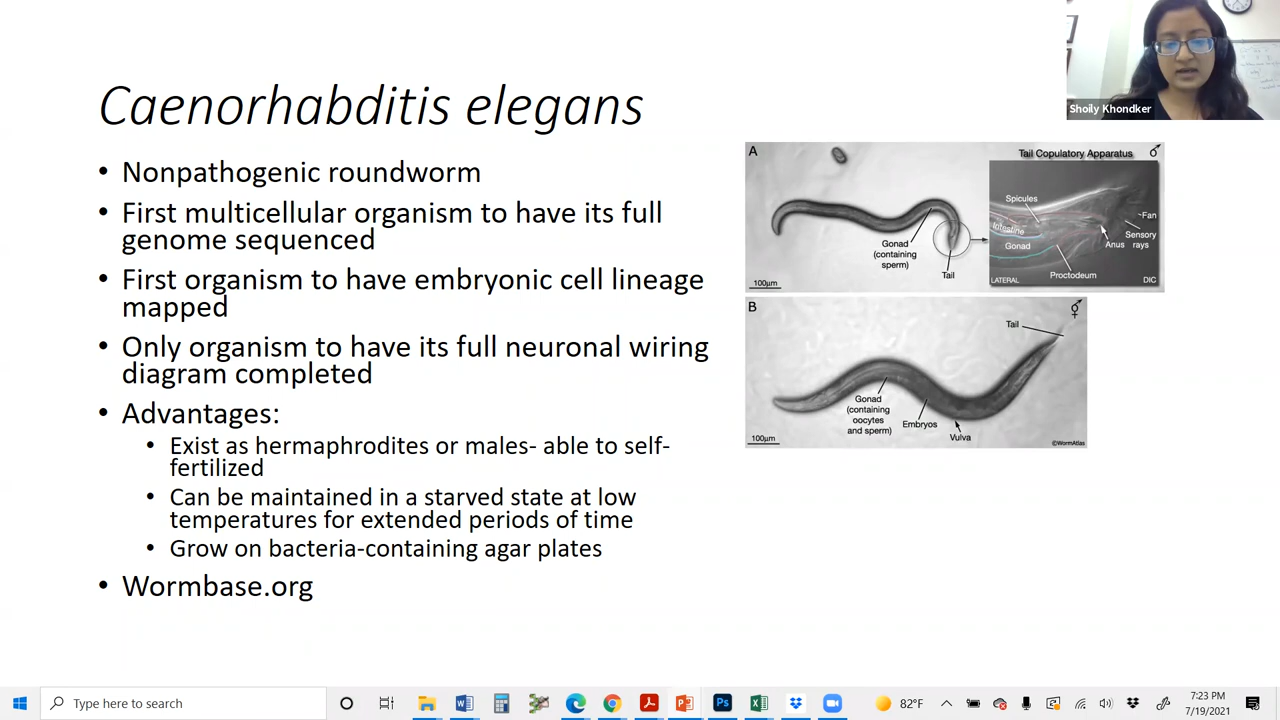 Shoily Khondker
Caenorhabditis elegans
• Nonpathogenic roundworm
• First multicellular organism to have its full
genome sequenced
• First organism to have embryonic cell lineage
mapped
• Only organism to have its full neuronal wiring
diagram completed
• Advantages:
• Exist as hermaphrodites or males- able to self-
fertilized
• Can be maintained in a starved state at low
temperatures for extended periods of time
• Grow on bacteria-containing agar plates
• Wormbase.org
A
Tail Copulatory Apparatus ♂
Spicules
Intestine
Gonad
Fan
Sensory
rays
Anus
Proctodeum
LATERAL
DIC
Gonad
(containing
sperm)
Tail
100µm
B
⚥
Tail
Gonad
(containing
oocytes
and sperm)
Embryos
Vulva
100µm
©WormAtlas
Type here to search
82°F
7:23 PM
7/19/2021